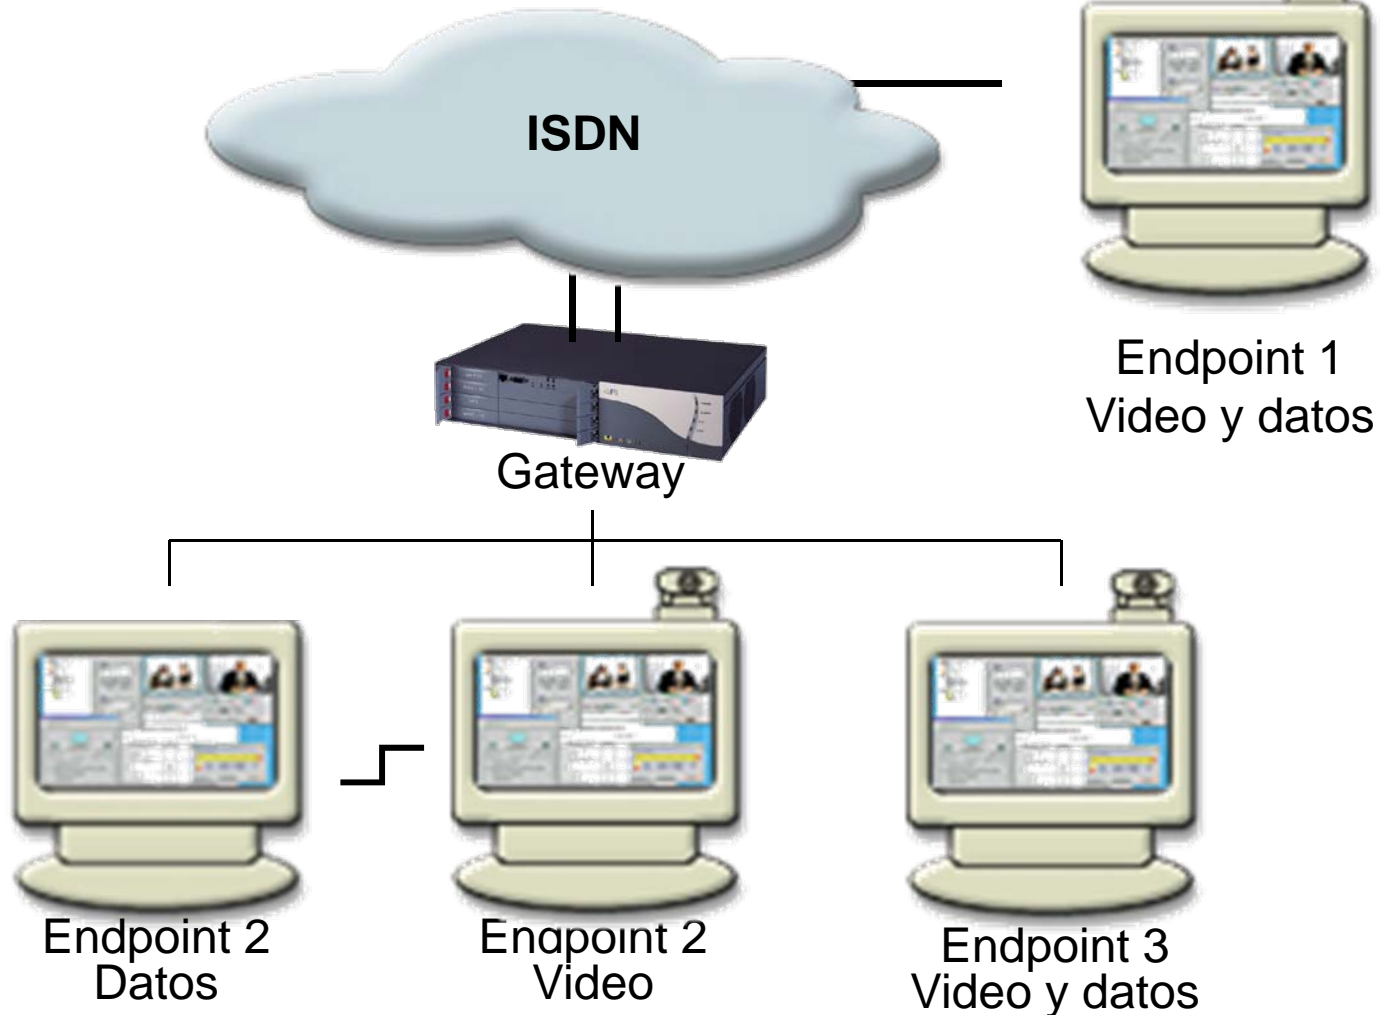 ISDN
Endpoint 1
Video y datos
Gateway
Endpoint 2
Datos
Endpoint 2
Video
Endpoint 3
Video y datos